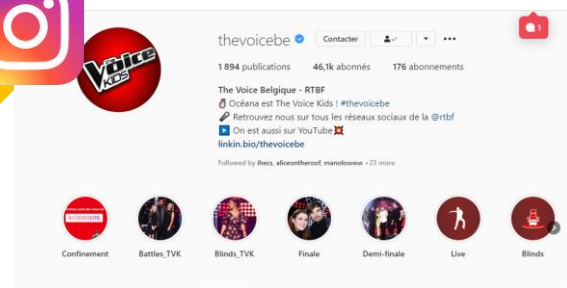 The Voice KIDS
thevoicebe Contacter
1
1 894 publications 46,1k abonnés 176 abonnements
The Voice Belgique - RTBF
Océana est The Voice Kids ! #thevoicebe
Retrouvez nous sur tous les réseaux sociaux de la @rtbf
On est aussi sur YouTube
linkin.bio/thevoicebe
Followed by ihecs, aliceontheroof, manolowww +23 more
Confinement Battles_TVK Blinds_TVK Finale Demi-finale Live Blinds